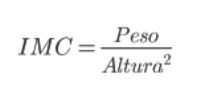 IMC = Peso
Altura²